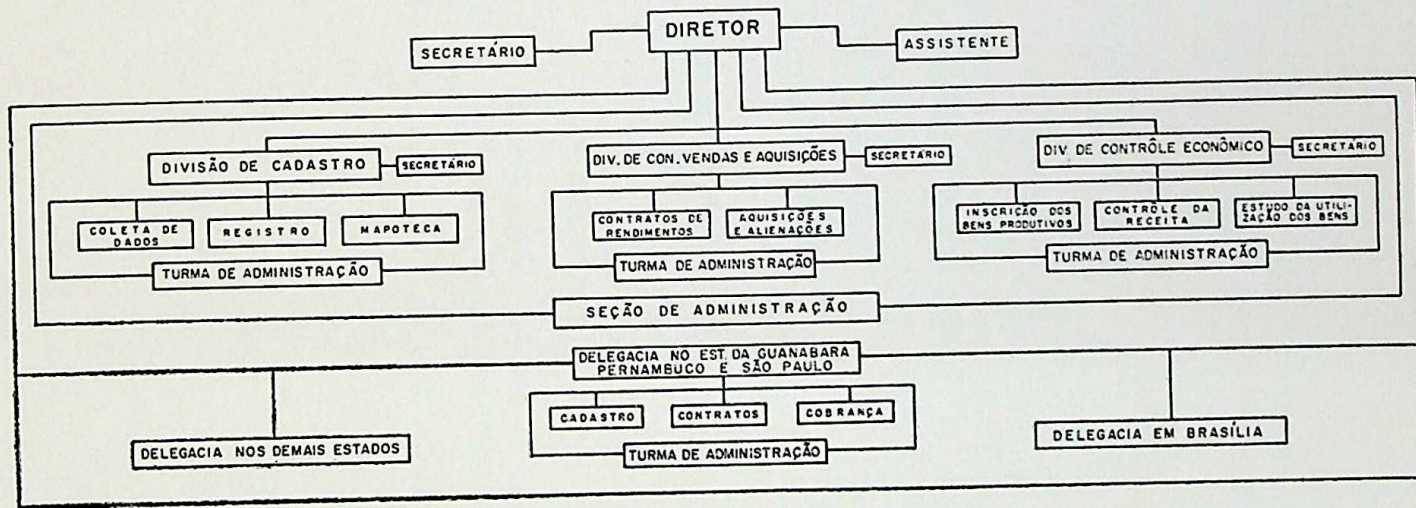 DIRETOR
SECRETÁRIO
ASSISTENTE
DIVISÃO DE CADASTRO
SECRETÁRIO
DIV. DE CON. VENDAS E AQUISIÇÕES
SECRETÁRIO
DIV. DE CONTRÔLE ECONÔMICO
SECRETÁRIO
COLETA DE
DADOS
REGISTRO
MAPOTECA
TURMA DE ADMINISTRAÇÃO
CONTRATOS DE
RENDIMENTOS
AQUISIÇÕES
E ALIENAÇÕES
TURMA DE ADMINISTRAÇÃO
INSCRIÇÃO DOS
BENS PRODUTIVOS
CONTRÔLE DA
RECEITA
ESTUDO DA UTILI-
ZAÇÃO DOS BENS
TURMA DE ADMINISTRAÇÃO
SEÇÃO DE ADMINISTRAÇÃO
DELEGACIA NO EST. DA GUANABARA
PERNAMBUCO E SÃO PAULO
CADASTRO
CONTRATOS
COBRANÇA
TURMA DE ADMINISTRAÇÃO
DELEGACIA NOS DEMAIS ESTADOS
DELEGACIA EM BRASÍLIA